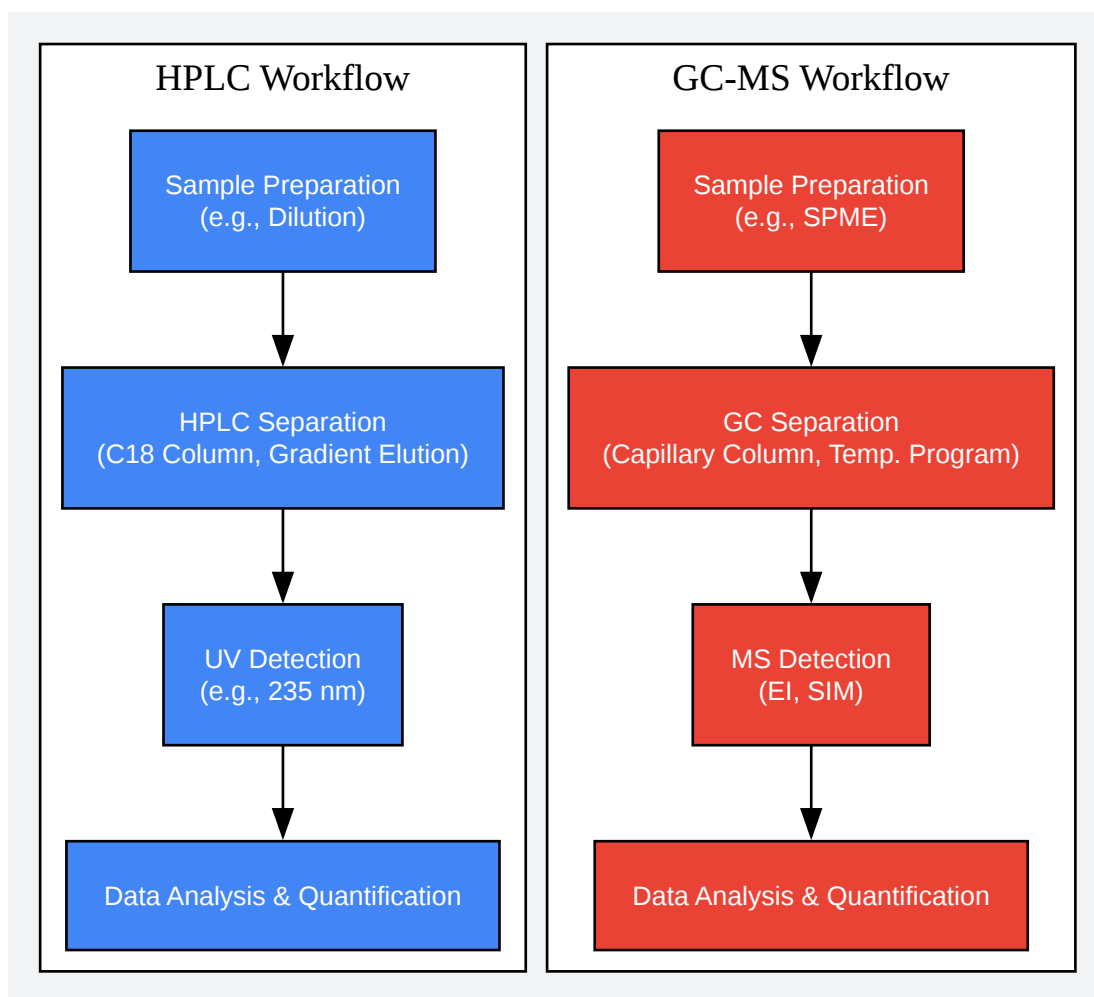 HPLC Workflow
Sample Preparation
(e.g., Dilution)
HPLC Separation
(C18 Column, Gradient Elution)
UV Detection
(e.g., 235 nm)
Data Analysis & Quantification
GC-MS Workflow
Sample Preparation
(e.g., SPME)
GC Separation
(Capillary Column, Temp. Program)
MS Detection
(EI, SIM)
Data Analysis & Quantification